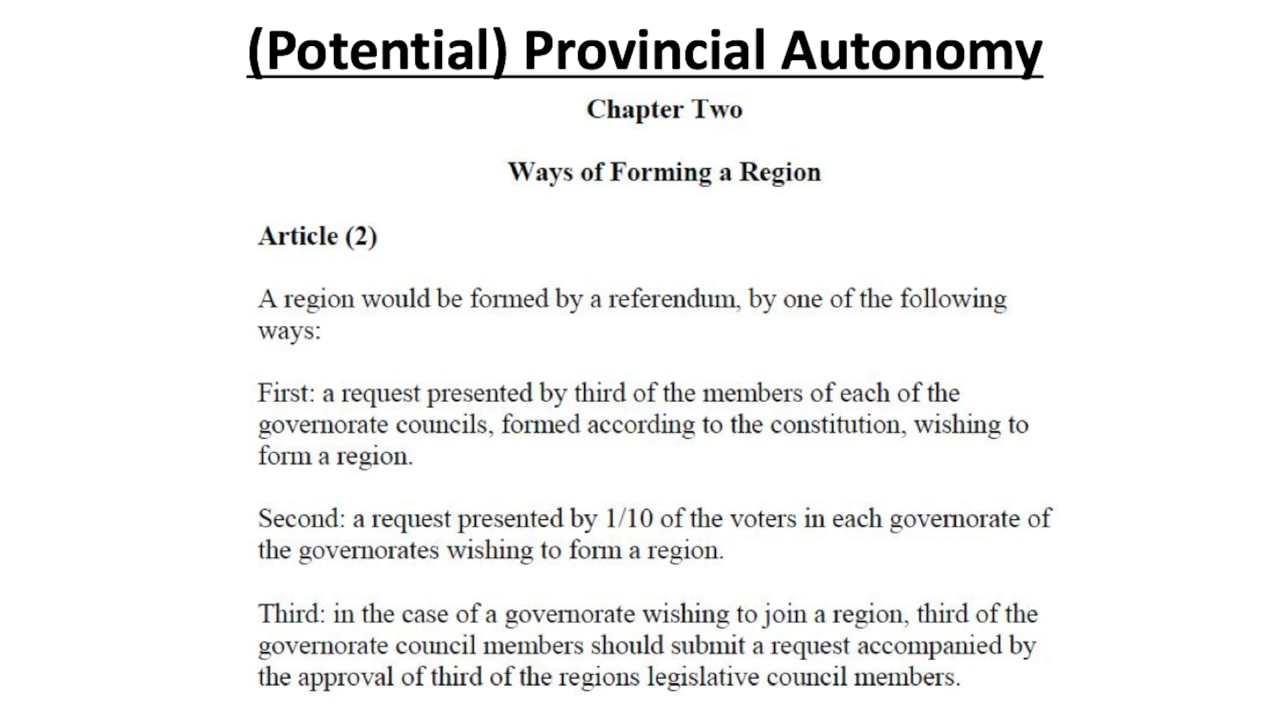 (Potential) Provincial Autonomy
Chapter Two
Ways of Forming a Region
Article (2)
A region would be formed by a referendum, by one of the following
ways:
First: a request presented by third of the members of each of the
governorate councils, formed according to the constitution, wishing to
form a region.
Second: a request presented by 1/10 of the voters in each governorate of
the governorates wishing to form a region.
Third: in the case of a governorate wishing to join a region, third of the
governorate council members should submit a request accompanied by
the approval of third of the regions legislative council members.